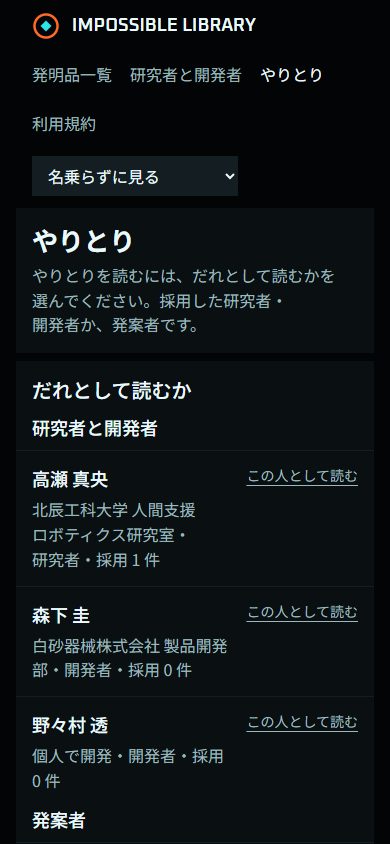 IMPOSSIBLE LIBRARY
発明品一覧 研究者と開発者 やりとり
利用規約
名乗らずに見る
やりとり
やりとりを読むには、だれとして読むかを
選んでください。採用した研究者・
開発者か、発案者です。
だれとして読むか
研究者と開発者
高瀬 真央 この人として読む
北辰工科大学 人間支援
ロボティクス研究室・
研究者・採用 1 件
森下 圭 この人として読む
白砂器械株式会社 製品開発
部・開発者・採用 0 件
野々村 透 この人として読む
個人で開発・開発者・採用
0 件
発案者